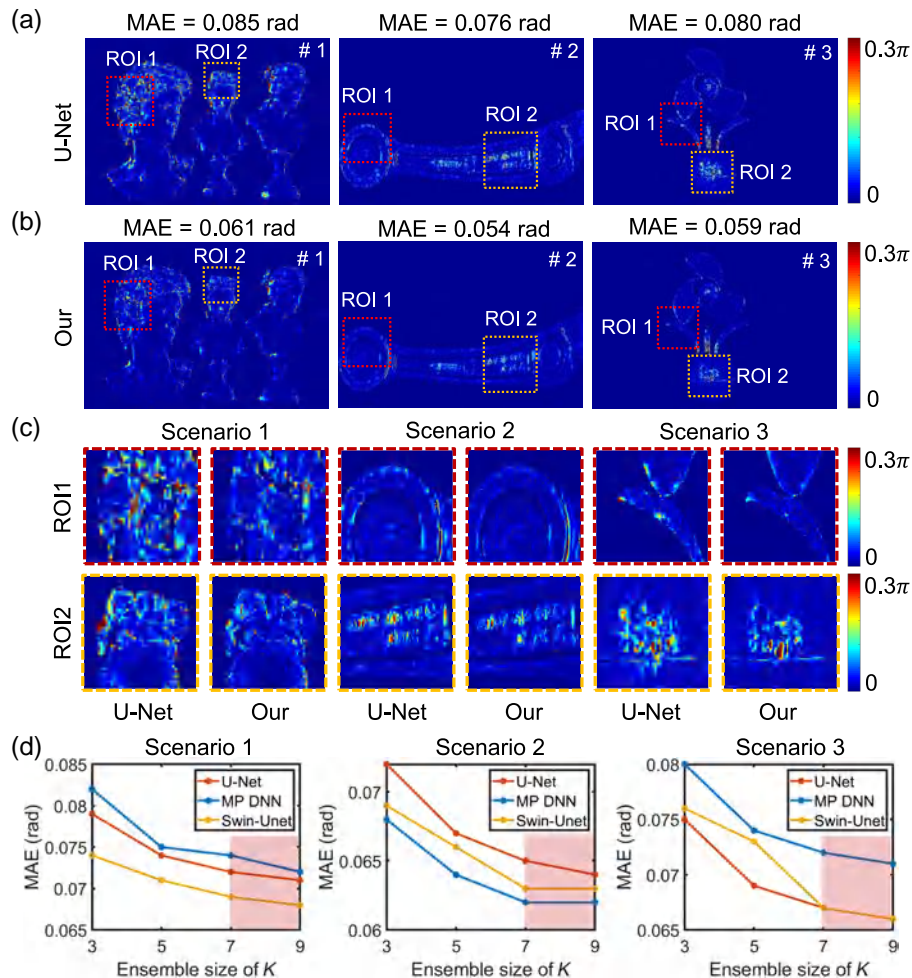 (a)
MAE = 0.085 rad
MAE = 0.076 rad
MAE = 0.080 rad
U-Net
ROI 1
ROI 2
# 1
ROI 1
ROI 2
# 2
ROI 1
ROI 2
# 3
0.3π
0
(b)
MAE = 0.061 rad
MAE = 0.054 rad
MAE = 0.059 rad
Our
ROI 1
ROI 2
# 1
ROI 1
ROI 2
# 2
ROI 1
ROI 2
# 3
0.3π
0
(c)
Scenario 1
Scenario 2
Scenario 3
ROI1
0.3π
0
ROI2
0.3π
0
U-Net
Our
U-Net
Our
U-Net
Our
(d)
Scenario 1
MAE (rad)
0.085
0.08
0.075
0.07
0.065
U-Net
MP DNN
Swin-Unet
3 5 7 9
Ensemble size of K
Scenario 2
MAE (rad)
0.07
0.065
0.06
U-Net
MP DNN
Swin-Unet
3 5 7 9
Ensemble size of K
Scenario 3
MAE (rad)
0.08
0.075
0.07
0.065
U-Net
MP DNN
Swin-Unet
3 5 7 9
Ensemble size of K